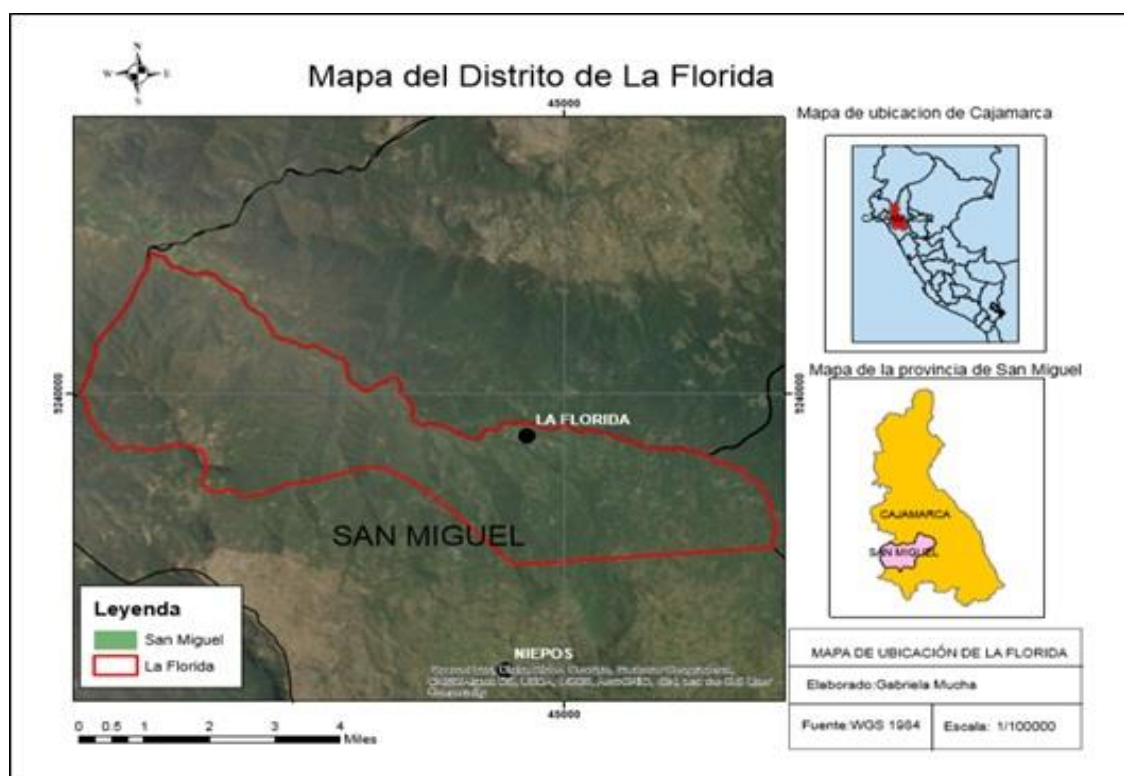 N
W E
S
Mapa del Distrito de La Florida
45000
9240000
LA FLORIDA
SAN MIGUEL
NIEPOS
Leyenda
San Miguel
La Florida
45000
9240000
0 0.5 1 2 3 4
Miles
Mapa de ubicacion de Cajamarca
Mapa de la provincia de San Miguel
CAJAMARCA
SAN MIGUEL
MAPA DE UBICACIÓN DE LA FLORIDA
Elaborado:Gabriela Mucha
Fuente:WGS 1984
Escala: 1/100000